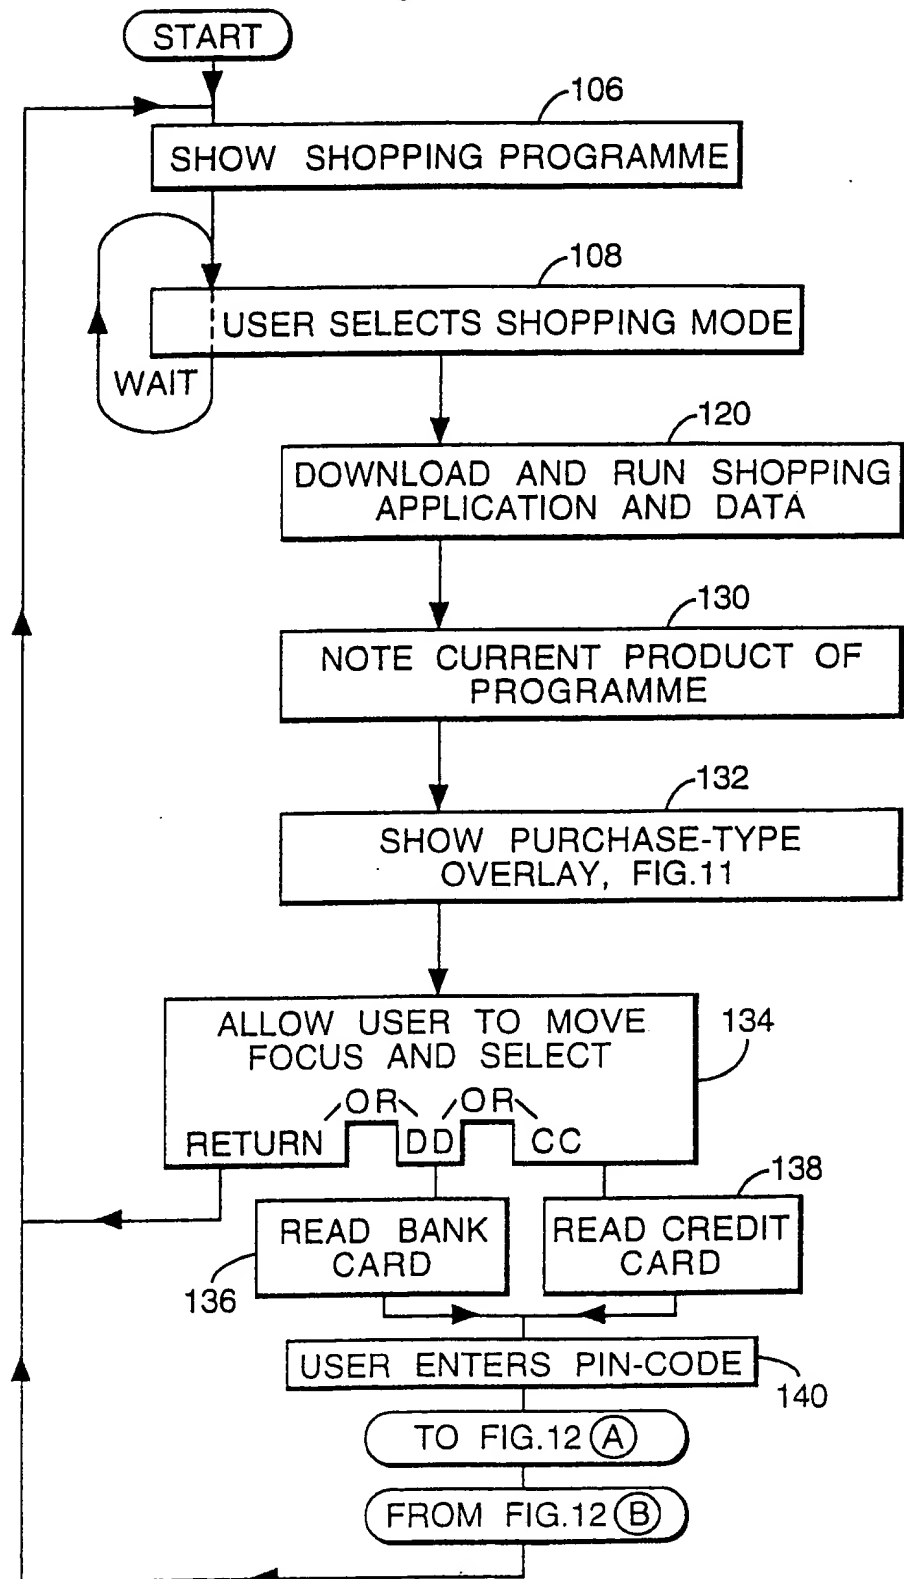 START
106
SHOW SHOPPING PROGRAMME
108
USER SELECTS SHOPPING MODE
WAIT
120
DOWNLOAD AND RUN SHOPPING
APPLICATION AND DATA
130
NOTE CURRENT PRODUCT OF
PROGRAMME
132
SHOW PURCHASE-TYPE
OVERLAY, FIG.11
ALLOW USER TO MOVE
FOCUS AND SELECT
134
OR OR
RETURN DD CC
138
READ BANK
CARD
READ CREDIT
CARD
136
USER ENTERS PIN-CODE
140
TO FIG.12 A
FROM FIG.12 B